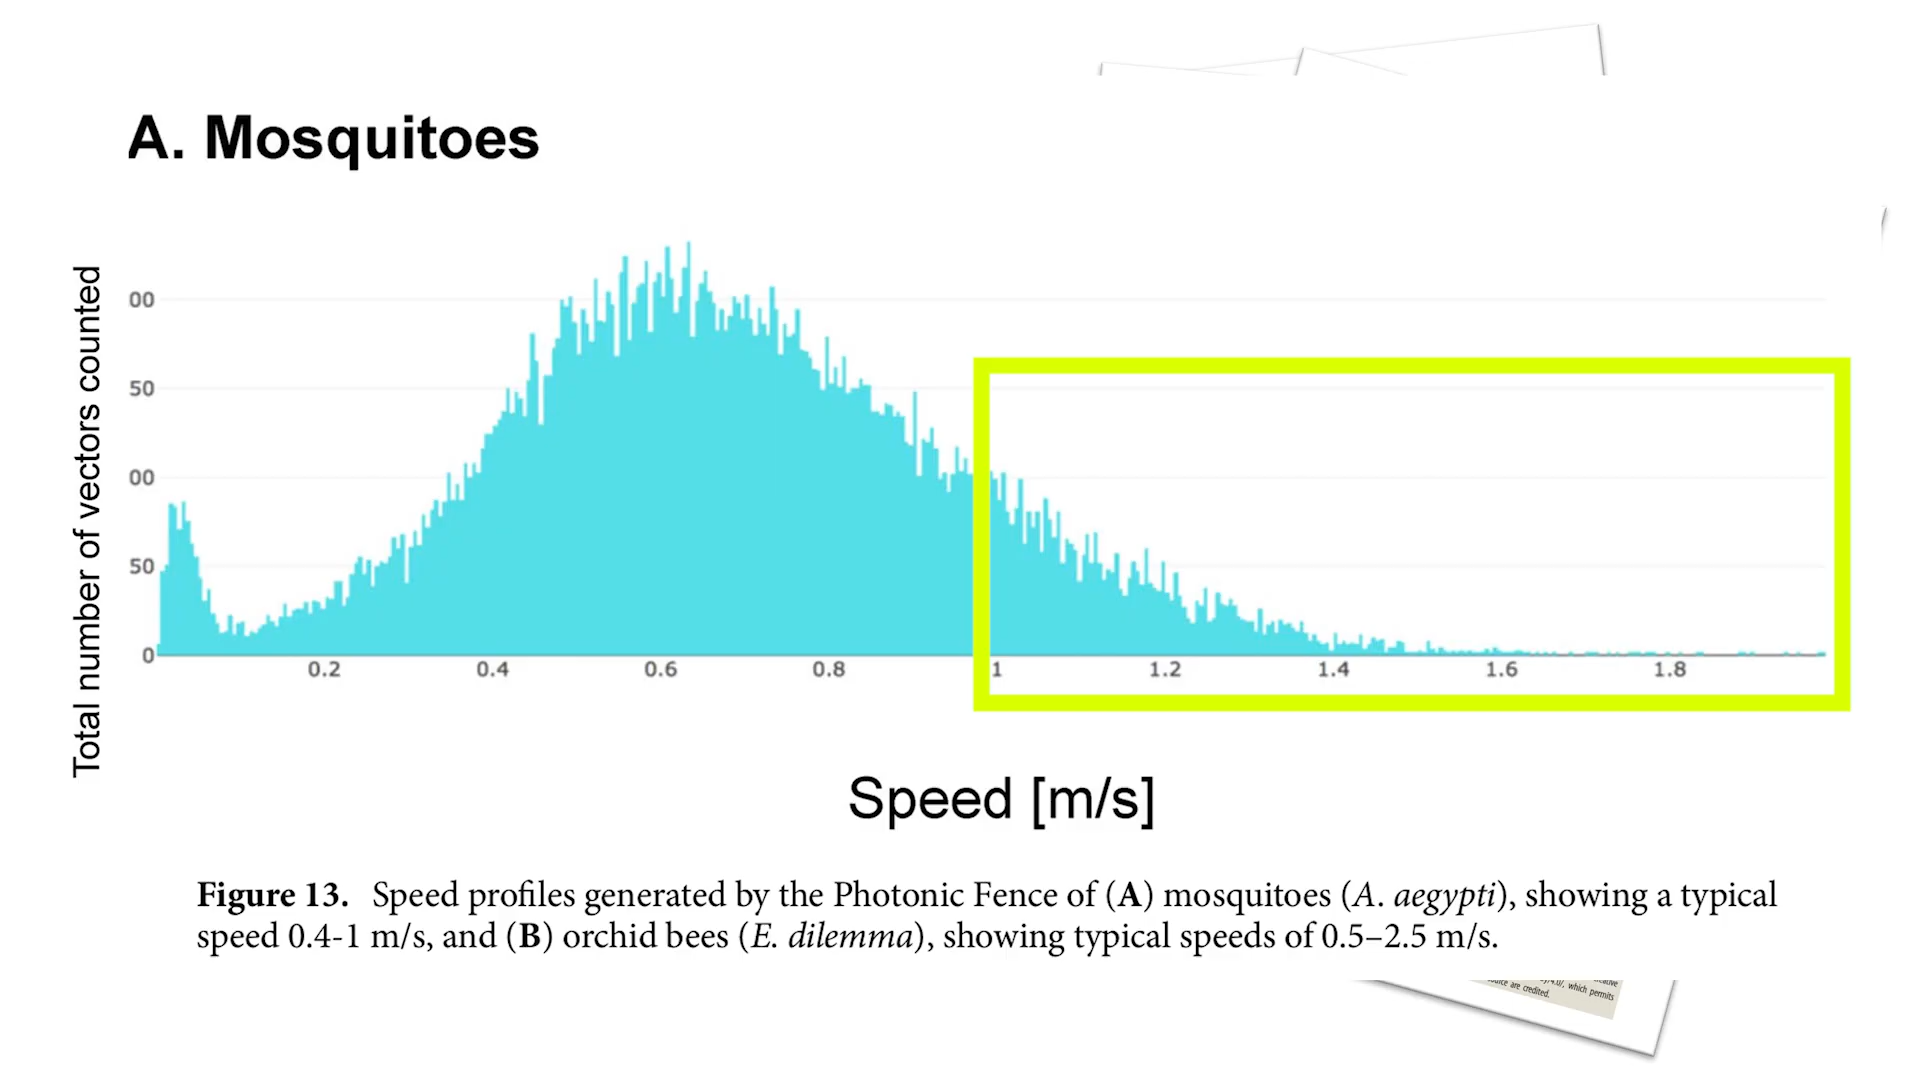 A. Mosquitoes
Total number of vectors counted
00
50
00
50
0
0.2 0.4 0.6 0.8 1 1.2 1.4 1.6 1.8
Speed [m/s]
Figure 13. Speed profiles generated by the Photonic Fence of (A) mosquitoes (A. aegypti), showing a typical
speed 0.4-1 m/s, and (B) orchid bees (E. dilemma), showing typical speeds of 0.5–2.5 m/s.
which permits
are credited.